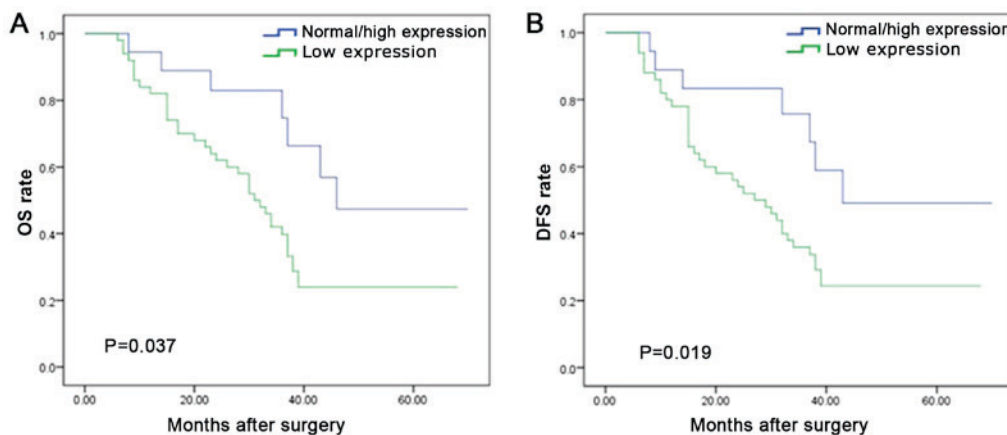 A
Normal/high expression
Low expression
1.0
0.8
0.6
0.4
0.2
0.0
OS rate
P=0.037
0.00
20.00
40.00
60.00
Months after surgery
B
Normal/high expression
Low expression
1.0
0.8
0.6
0.4
0.2
0.0
DFS rate
P=0.019
0.00
20.00
40.00
60.00
Months after surgery